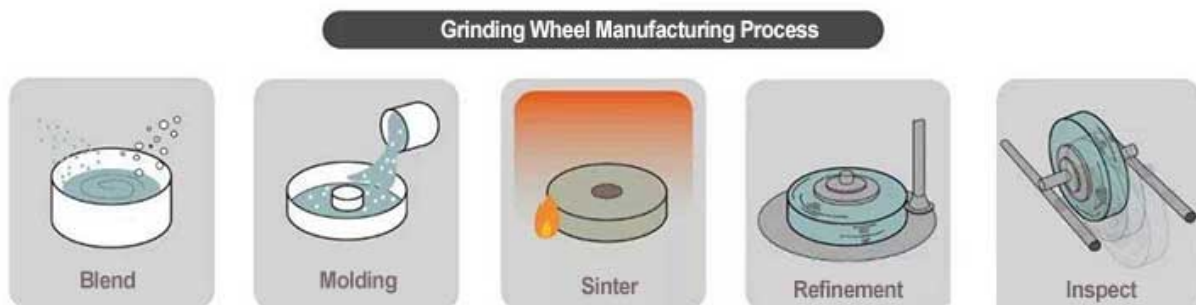 Grinding Wheel Manufacturing Process
Blend
Molding
Sinter
Refinement
Inspect